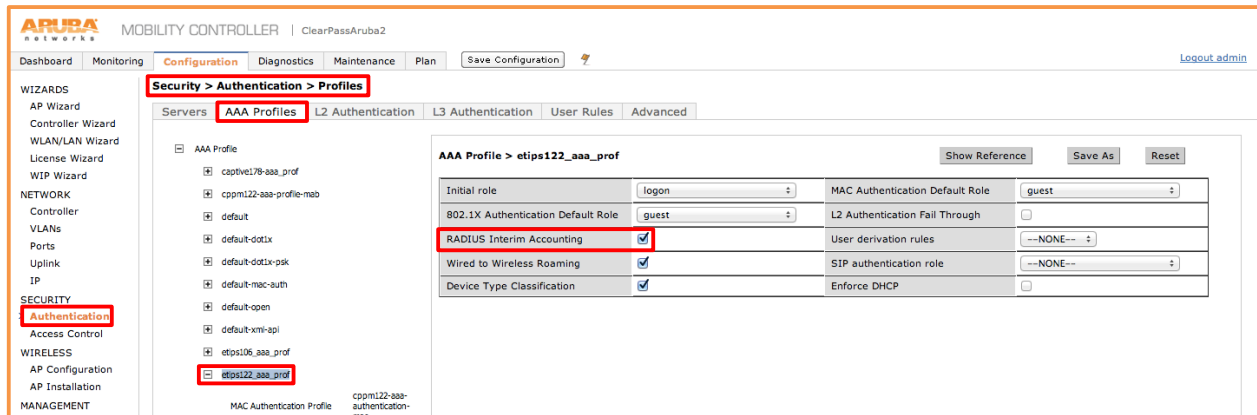 ARUBA
networks
MOBILITY CONTROLLER | ClearPassAruba2
Dashboard Monitoring Configuration Diagnostics Maintenance Plan Save Configuration Logout admin
WIZARDS
AP Wizard
Controller Wizard
WLAN/LAN Wizard
License Wizard
WIP Wizard
NETWORK
Controller
VLANs
Ports
Uplink
IP
SECURITY
Authentication
Access Control
WIRELESS
AP Configuration
AP Installation
MANAGEMENT
Security > Authentication > Profiles
Servers AAA Profiles L2 Authentication L3 Authentication User Rules Advanced
AAA Profile
captive178-aaa_prof
cppm122-aaa-profile-mab
default
default-dot1x
default-dot1x-psk
default-mac-auth
default-open
default-xml-api
etips106_aaa_prof
etips122_aaa_prof
MAC Authentication Profile
cppm122-aaa-
authentication-
AAA Profile > etips122_aaa_prof Show Reference Save As Reset
Initial role logon MAC Authentication Default Role guest
802.1X Authentication Default Role guest L2 Authentication Fail Through
RADIUS Interim Accounting User derivation rules --NONE--
Wired to Wireless Roaming SIP authentication role --NONE--
Device Type Classification Enforce DHCP